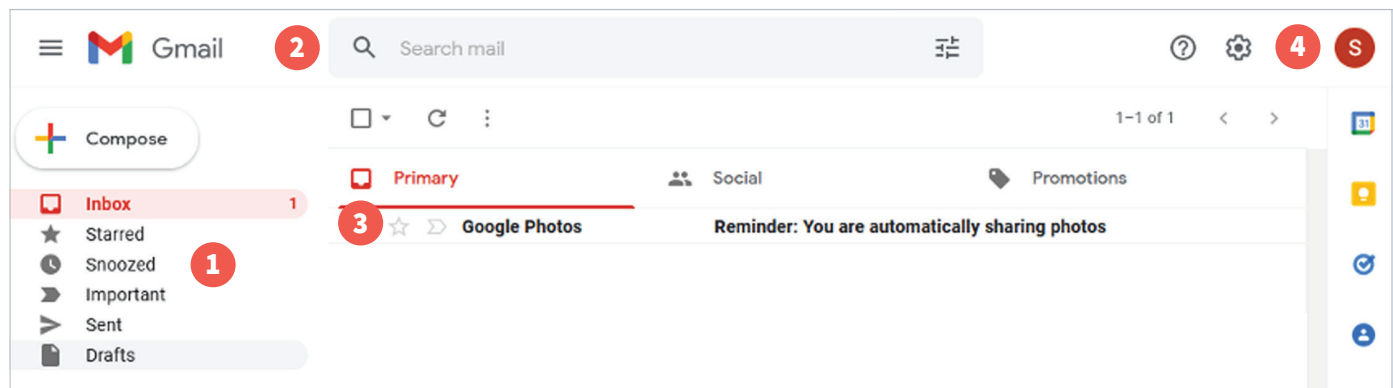 Gmail
2
Search mail
4
S
Compose
1–1 of 1
31
Primary
Social
Promotions
Inbox 1
3
Google Photos Reminder: You are automatically sharing photos
Starred
Snoozed
1
Important
Sent
Drafts